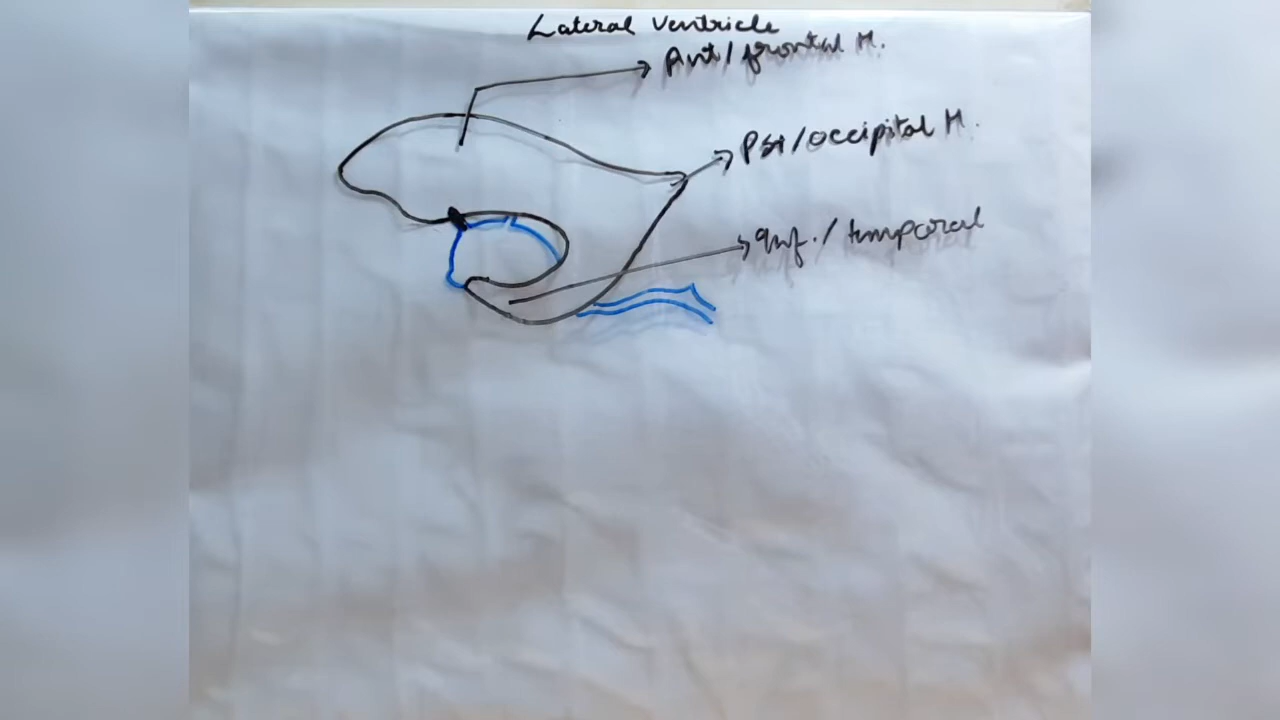 Lateral Ventricle
Ant/frontal H.
Pst/occipital H.
Inf./temporal